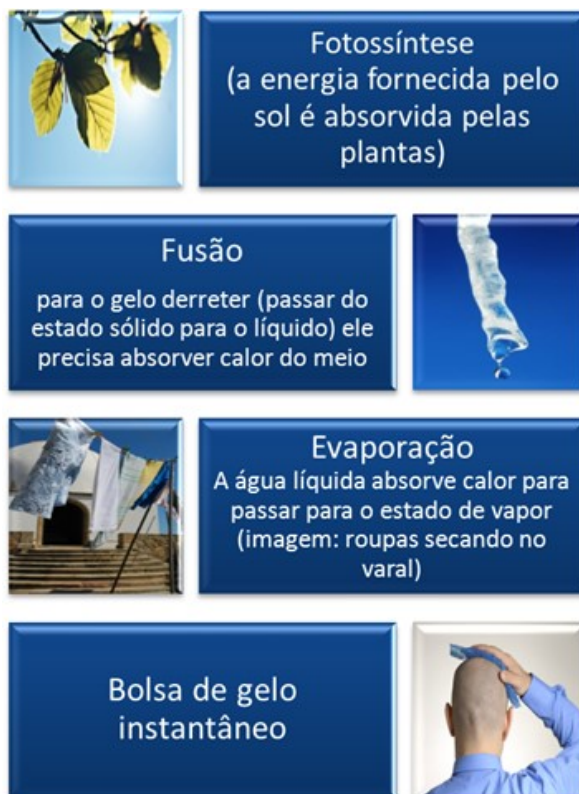 Fotossíntese
(a energia fornecida pelo
sol é absorvida pelas
plantas)
Fusão
para o gelo derreter (passar do
estado sólido para o líquido) ele
precisa absorver calor do meio
Evaporação
A água líquida absorve calor para
passar para o estado de vapor
(imagem: roupas secando no
varal)
Bolsa de gelo
instantâneo